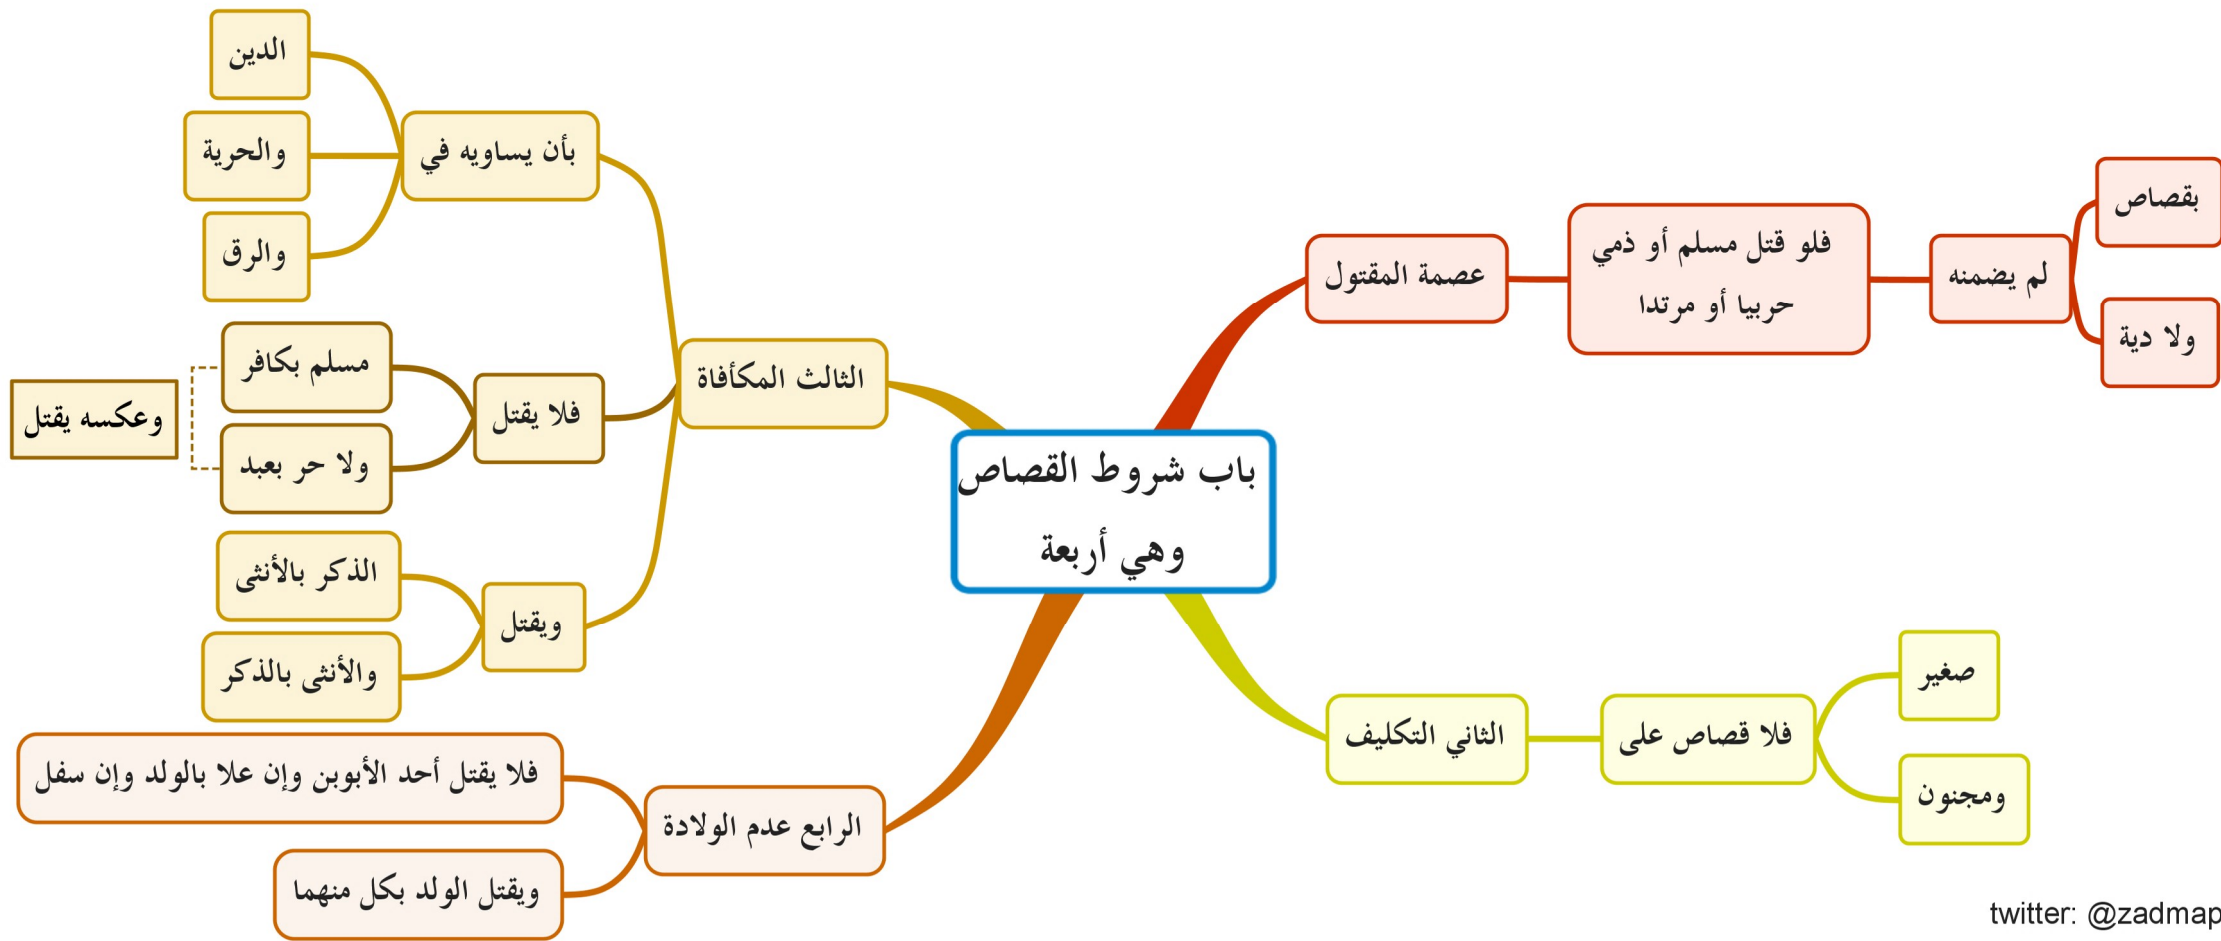 باب شروط القصاص
وهي أربعة
عصمة المقتول
فلو قتل مسلم أو ذمي
حربيا أو مرتدا
لم يضمنه
بقصاص
ولا دية
الثاني التكليف
فلا قصاص على
صغير
ومجنون
الثالث المكأفاة
بأن يساويه في
الدين
والحرية
والرق
فلا يقتل
مسلم بكافر
ولا حر بعبد
وعكسه يقتل
ويقتل
الذكر بالأنثى
والأنثى بالذكر
الرابع عدم الولادة
فلا يقتل أحد الأبوبن وإن علا بالولد وإن سفل
ويقتل الولد بكل منهما
twitter: @zadmap